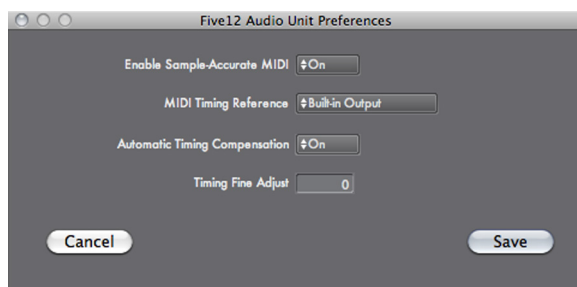 Five12 Audio Unit Preferences
Enable Sample-Accurate MIDI On
MIDI Timing Reference Built-in Output
Automatic Timing Compensation On
Timing Fine Adjust 0
Cancel Save